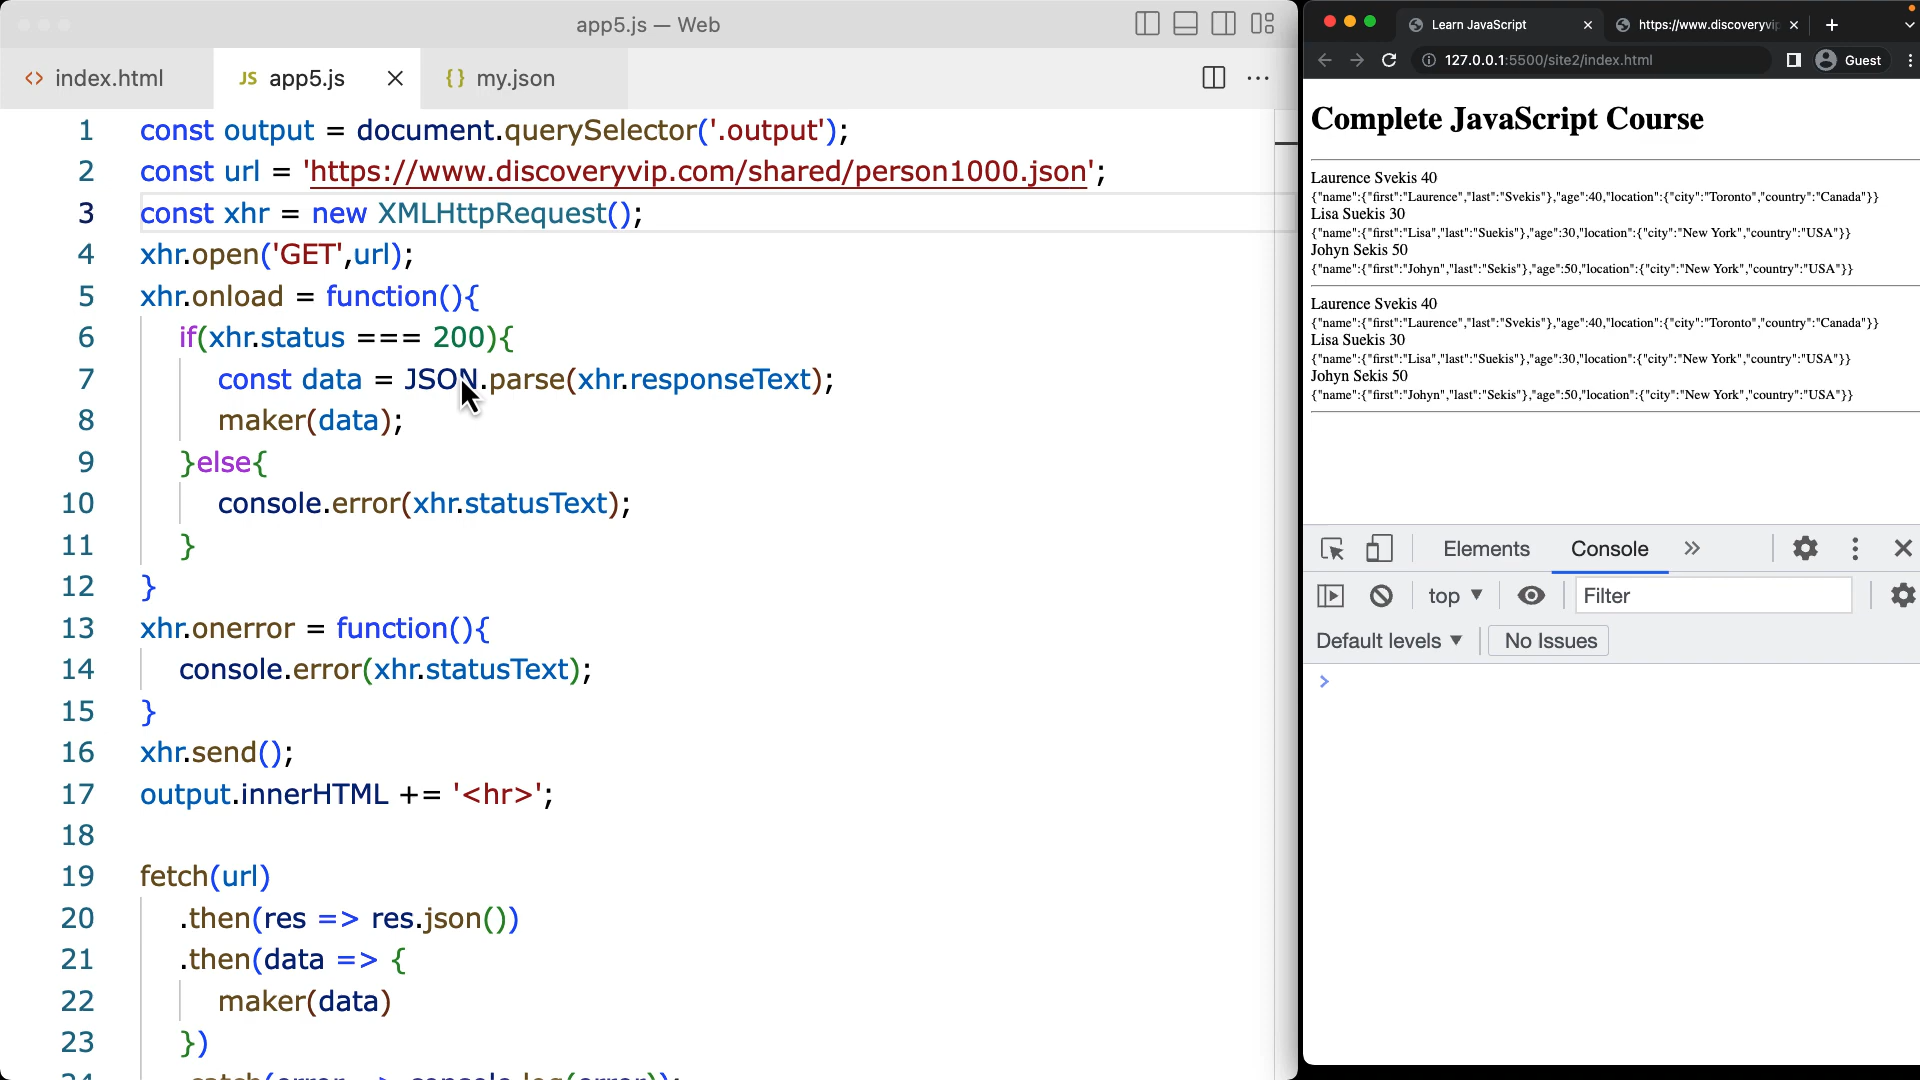 app5.js — Web
index.html
JS app5.js
{} my.json
1 const output = document.querySelector('.output');
2 const url = 'https://www.discoveryvip.com/shared/person1000.json';
3 const xhr = new XMLHttpRequest();
4 xhr.open('GET',url);
5 xhr.onload = function(){
6 if(xhr.status === 200){
7 const data = JSON.parse(xhr.responseText);
8 maker(data);
9 }else{
10 console.error(xhr.statusText);
11 }
12 }
13 xhr.onerror = function(){
14 console.error(xhr.statusText);
15 }
16 xhr.send();
17 output.innerHTML += '<hr>';
18
19 fetch(url)
20 .then(res => res.json())
21 .then(data => {
22 maker(data)
23 })
Learn JavaScript
https://www.discoveryvip
127.0.0.1:5500/site2/index.html
Guest
Complete JavaScript Course
Laurence Svekis 40
{"name":{"first":"Laurence","last":"Svekis"},"age":40,"location":{"city":"Toronto","country":"Canada"}}
Lisa Suekis 30
{"name":{"first":"Lisa","last":"Suekis"},"age":30,"location":{"city":"New York","country":"USA"}}
Johyn Sekis 50
{"name":{"first":"Johyn","last":"Sekis"},"age":50,"location":{"city":"New York","country":"USA"}}
Laurence Svekis 40
{"name":{"first":"Laurence","last":"Svekis"},"age":40,"location":{"city":"Toronto","country":"Canada"}}
Lisa Suekis 30
{"name":{"first":"Lisa","last":"Suekis"},"age":30,"location":{"city":"New York","country":"USA"}}
Johyn Sekis 50
{"name":{"first":"Johyn","last":"Sekis"},"age":50,"location":{"city":"New York","country":"USA"}}
Elements
Console
top
Filter
Default levels
No Issues